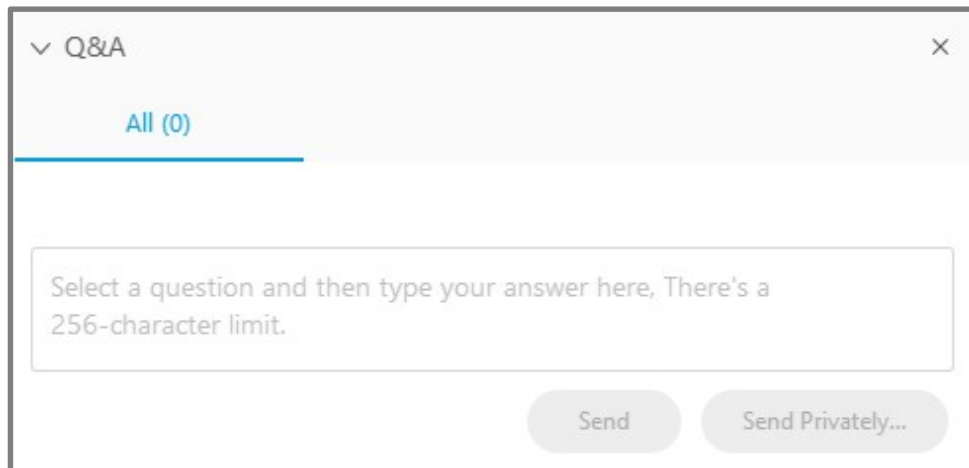 Q&A
All (0)
Select a question and then type your answer here, There's a
256-character limit.
Send
Send Privately...